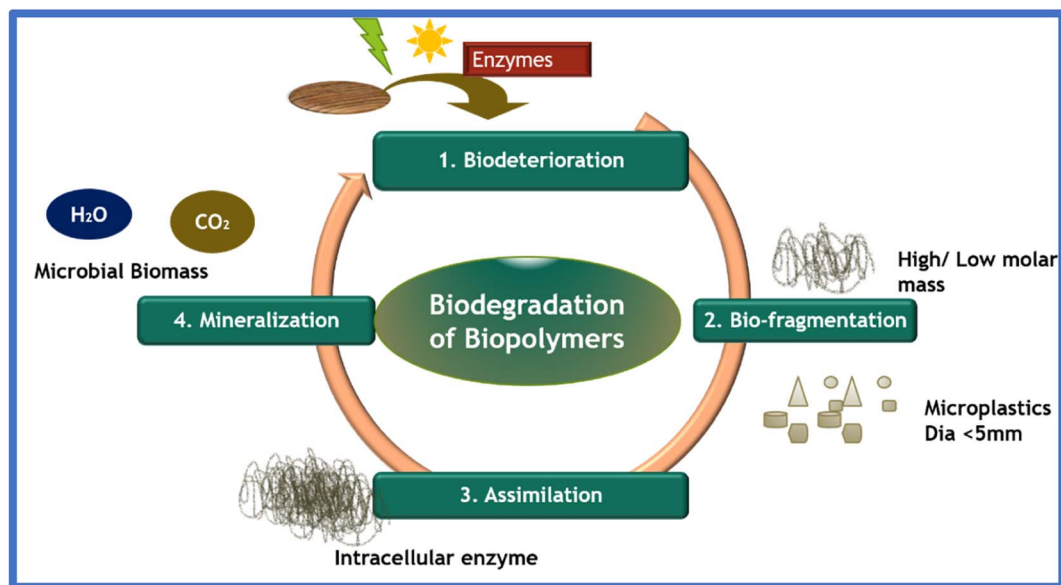 Enzymes
1. Biodeterioration
H₂O
CO₂
Microbial Biomass
High/ Low molar
mass
4. Mineralization
Biodegradation
of Biopolymers
2. Bio-fragmentation
Microplastics
Dia <5mm
3. Assimilation
Intracellular enzyme